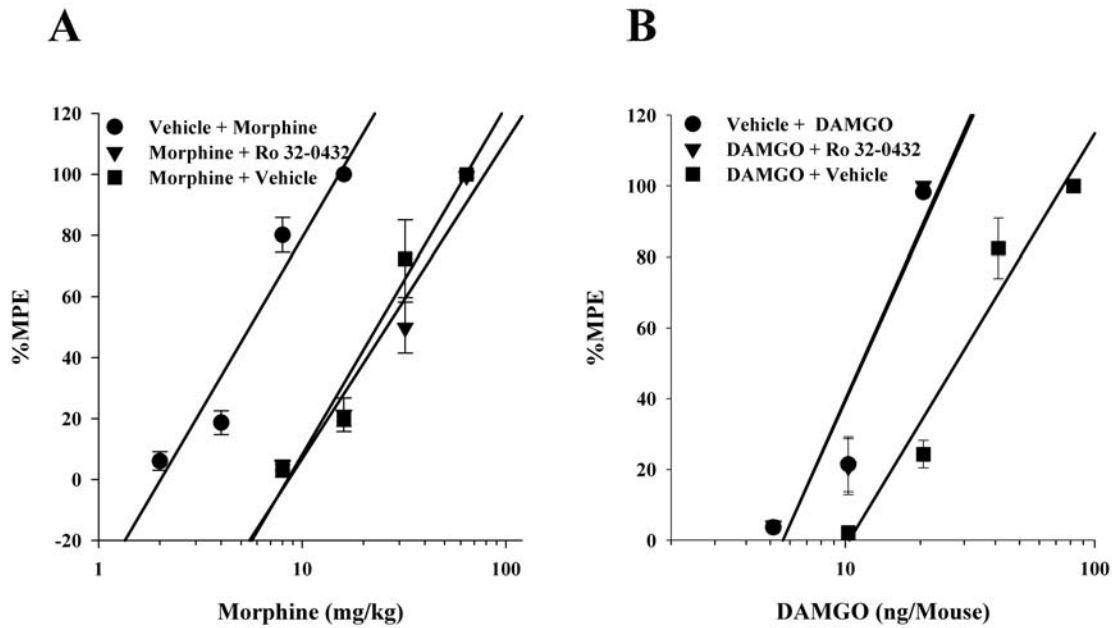 A
B
120
100
80
60
40
20
0
-20
%MPE
Vehicle + Morphine
Morphine + Ro 32-0432
Morphine + Vehicle
1
10
100
Morphine (mg/kg)
120
100
80
60
40
20
0
%MPE
Vehicle + DAMGO
DAMGO + Ro 32-0432
DAMGO + Vehicle
10
100
DAMGO (ng/Mouse)